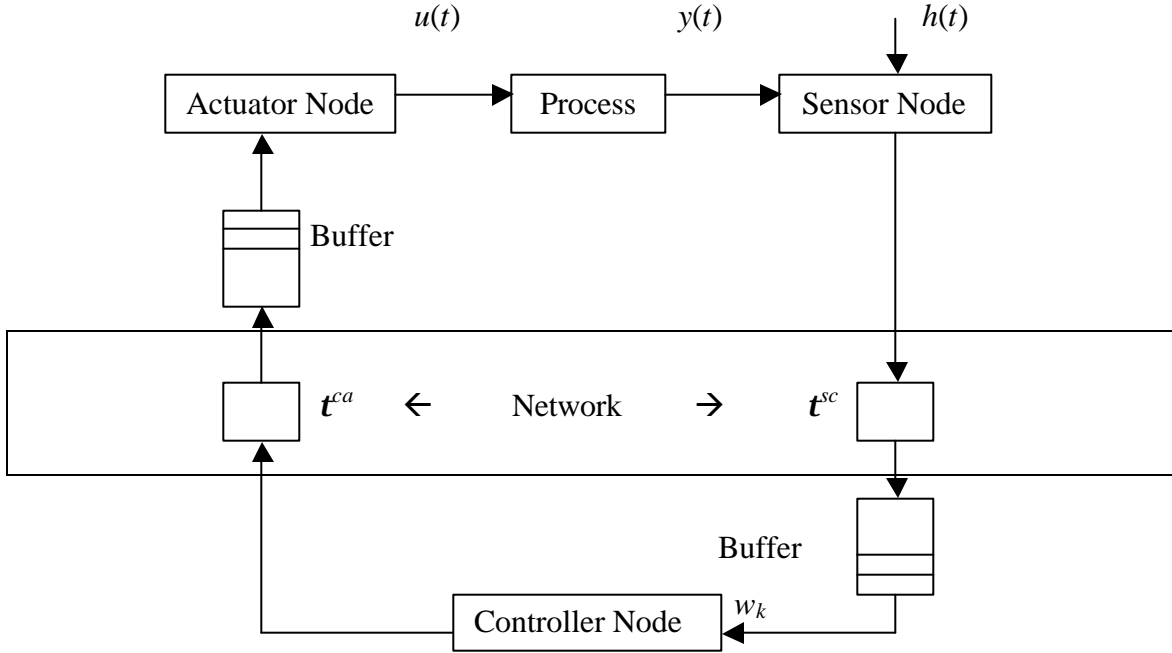 u(t) y(t) h(t)
Actuator Node Process Sensor Node
Buffer
t^ca ← Network → t^sc
Buffer
w_k
Controller Node